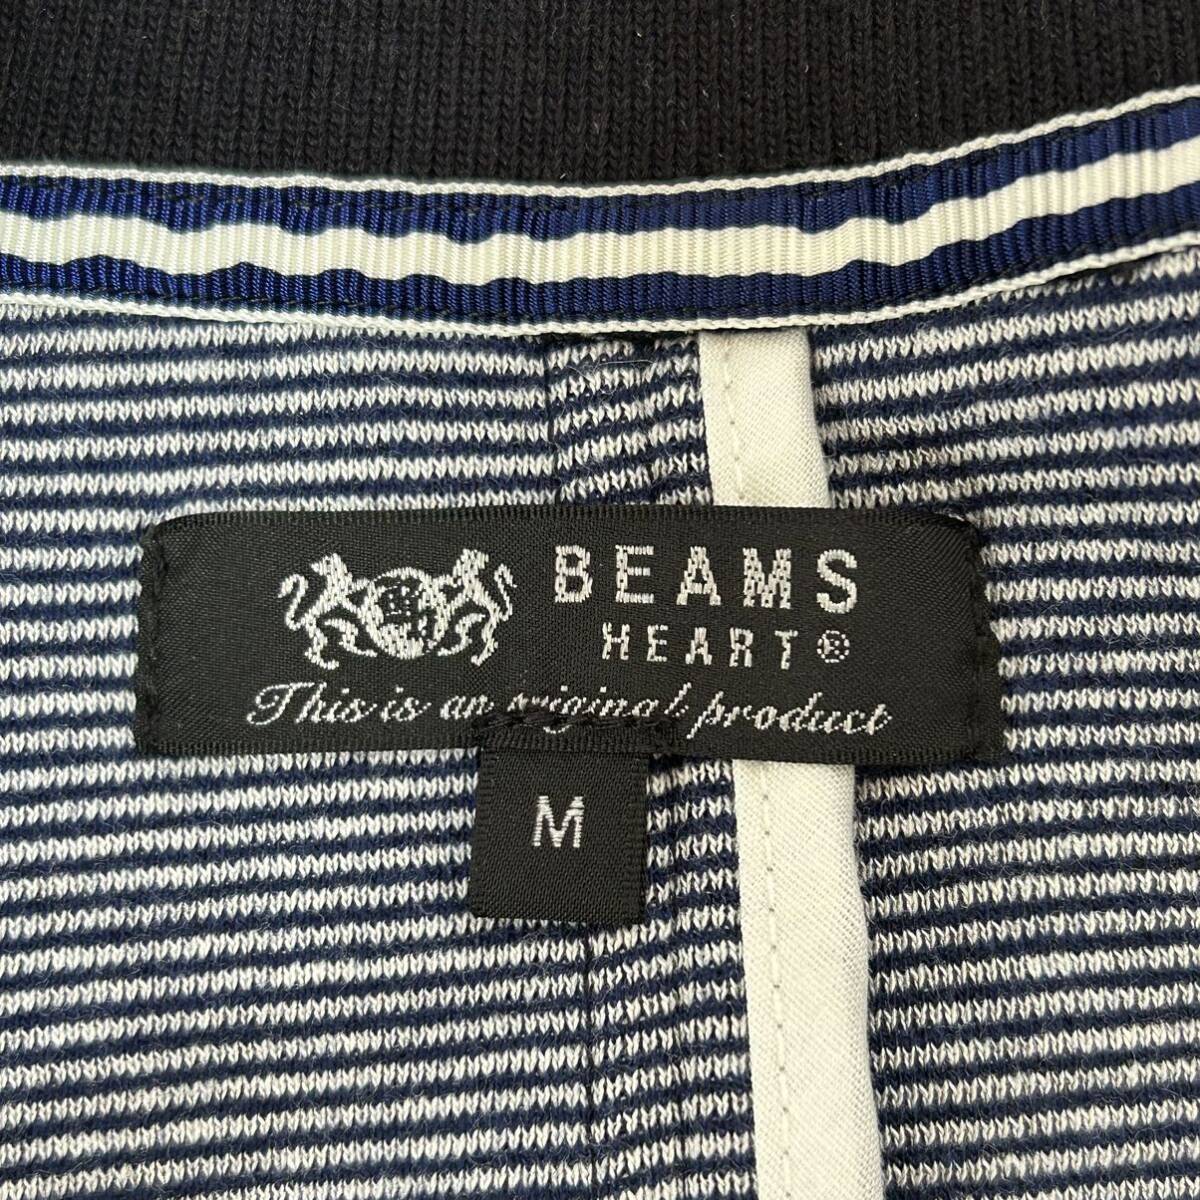 BEAMS
HEART®
This is an original product
M